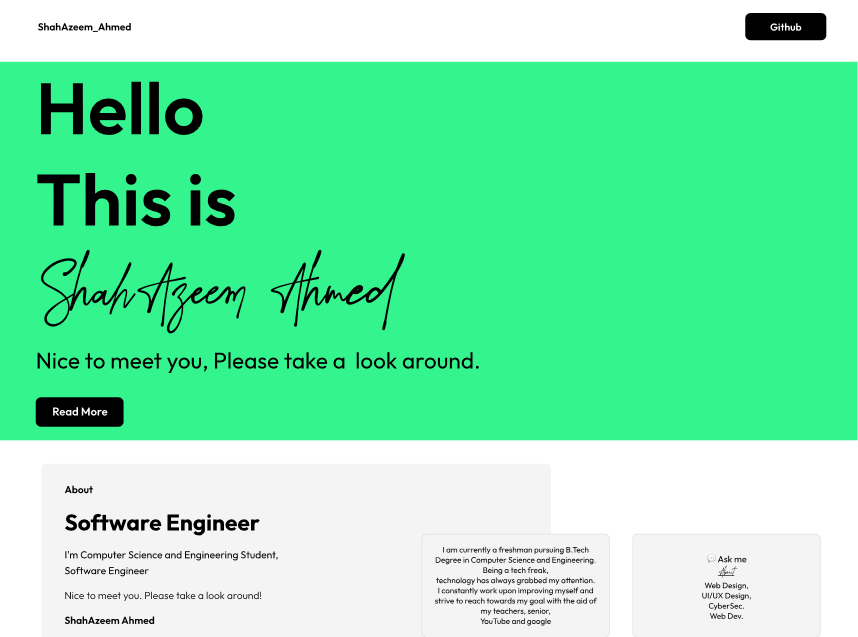 ShahAzeem_Ahmed
Github
Hello
This is
ShahAzeem Ahmed
Nice to meet you, Please take a look around.
Read More
About
Software Engineer
I'm Computer Science and Engineering Student,
Software Engineer
Nice to meet you. Please take a look around!
ShahAzeem Ahmed
I am currently a freshman pursuing B.Tech
Degree in Computer Science and Engineering.
Being a tech freak,
technology has always grabbed my attention.
I constantly work upon improving myself and
strive to reach towards my goal with the aid of
my teachers, senior,
YouTube and google
💬 Ask me
About
Web Design,
UI/UX Design,
CyberSec.
Web Dev.